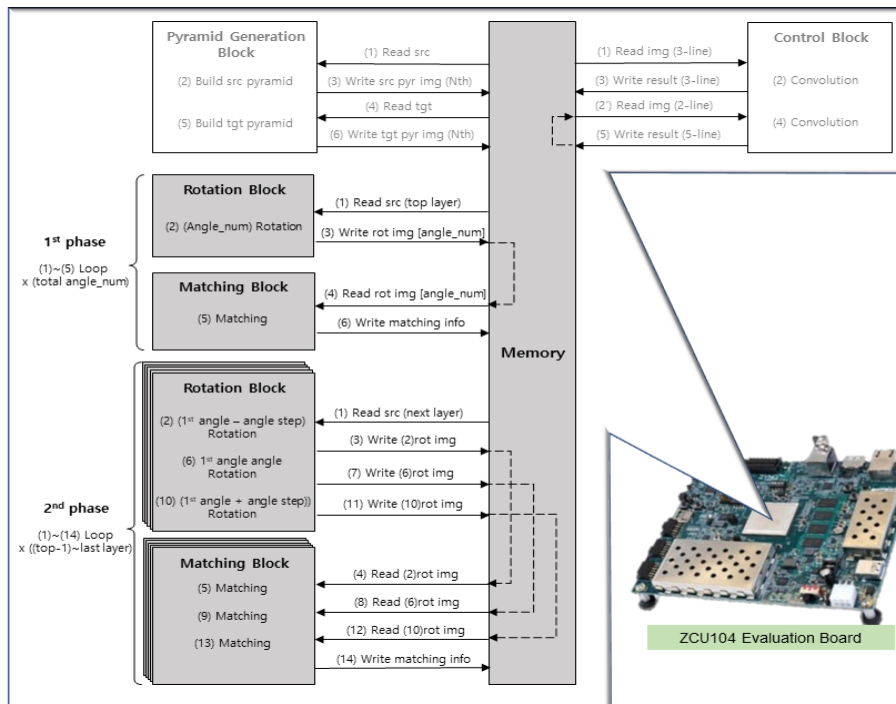 Pyramid Generation
Block
(2) Build src pyramid
(5) Build tgt pyramid
(1) Read src
(3) Write src pyr img (Nth)
(4) Read tgt
(6) Write tgt pyr img (Nth)
(1) Read img (3-line)
(3) Write result (3-line)
(2') Read img (2-line)
(5) Write result (5-line)
Control Block
(2) Convolution
(4) Convolution
1st phase
(1)~(5) Loop
x (total angle_num)
Rotation Block
(2) (Angle_num) Rotation
(1) Read src (top layer)
(3) Write rot img [angle_num]
Matching Block
(5) Matching
(4) Read rot img [angle_num]
(6) Write matching info
Memory
2nd phase
(1)~(14) Loop
x ((top-1)~last layer)
Rotation Block
(2) (1st angle – angle step)
Rotation
(6) 1st angle angle
Rotation
(10) (1st angle + angle step))
Rotation
(1) Read src (next layer)
(3) Write (2)rot img
(7) Write (6)rot img
(11) Write (10)rot img
Matching Block
(5) Matching
(9) Matching
(13) Matching
(4) Read (2)rot img
(8) Read (6)rot img
(12) Read (10)rot img
(14) Write matching info
ZCU104 Evaluation Board